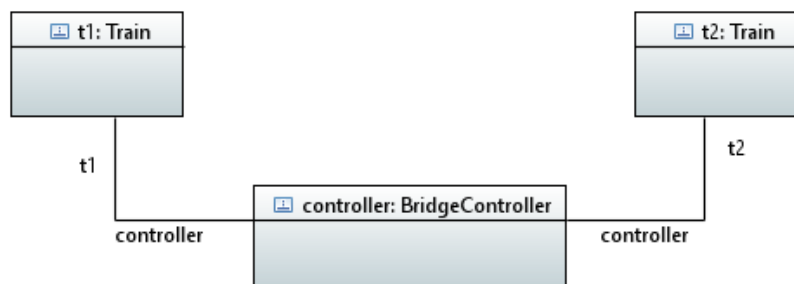 t1: Train
t2: Train
t1
t2
controller: BridgeController
controller
controller